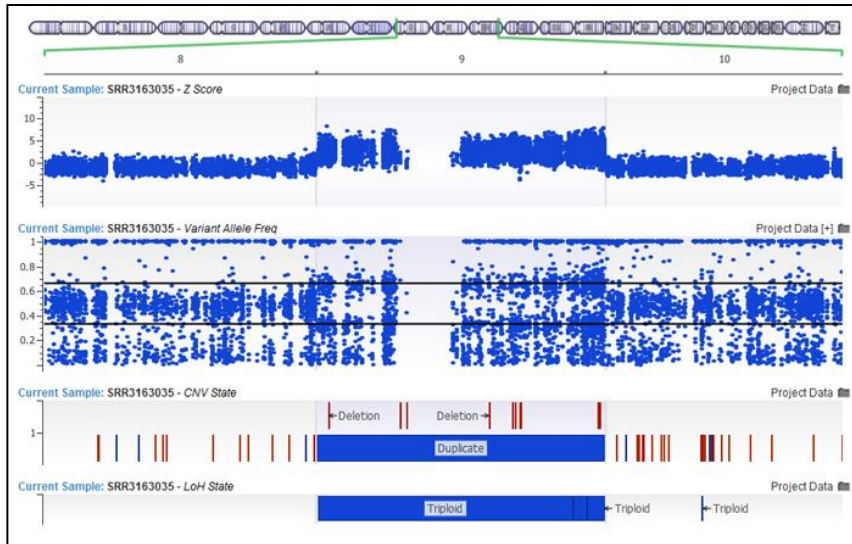 8 9 10
Current Sample: SRR3163035 - Z Score Project Data
10
5
0
-5
Current Sample: SRR3163035 - Variant Allele Freq Project Data [+]
1
0.8
0.6
0.4
0.2
Current Sample: SRR3163035 - CNV State Project Data
Deletion Deletion
1 Duplicate
Current Sample: SRR3163035 - LoH State Project Data
Triploid Triploid Triploid